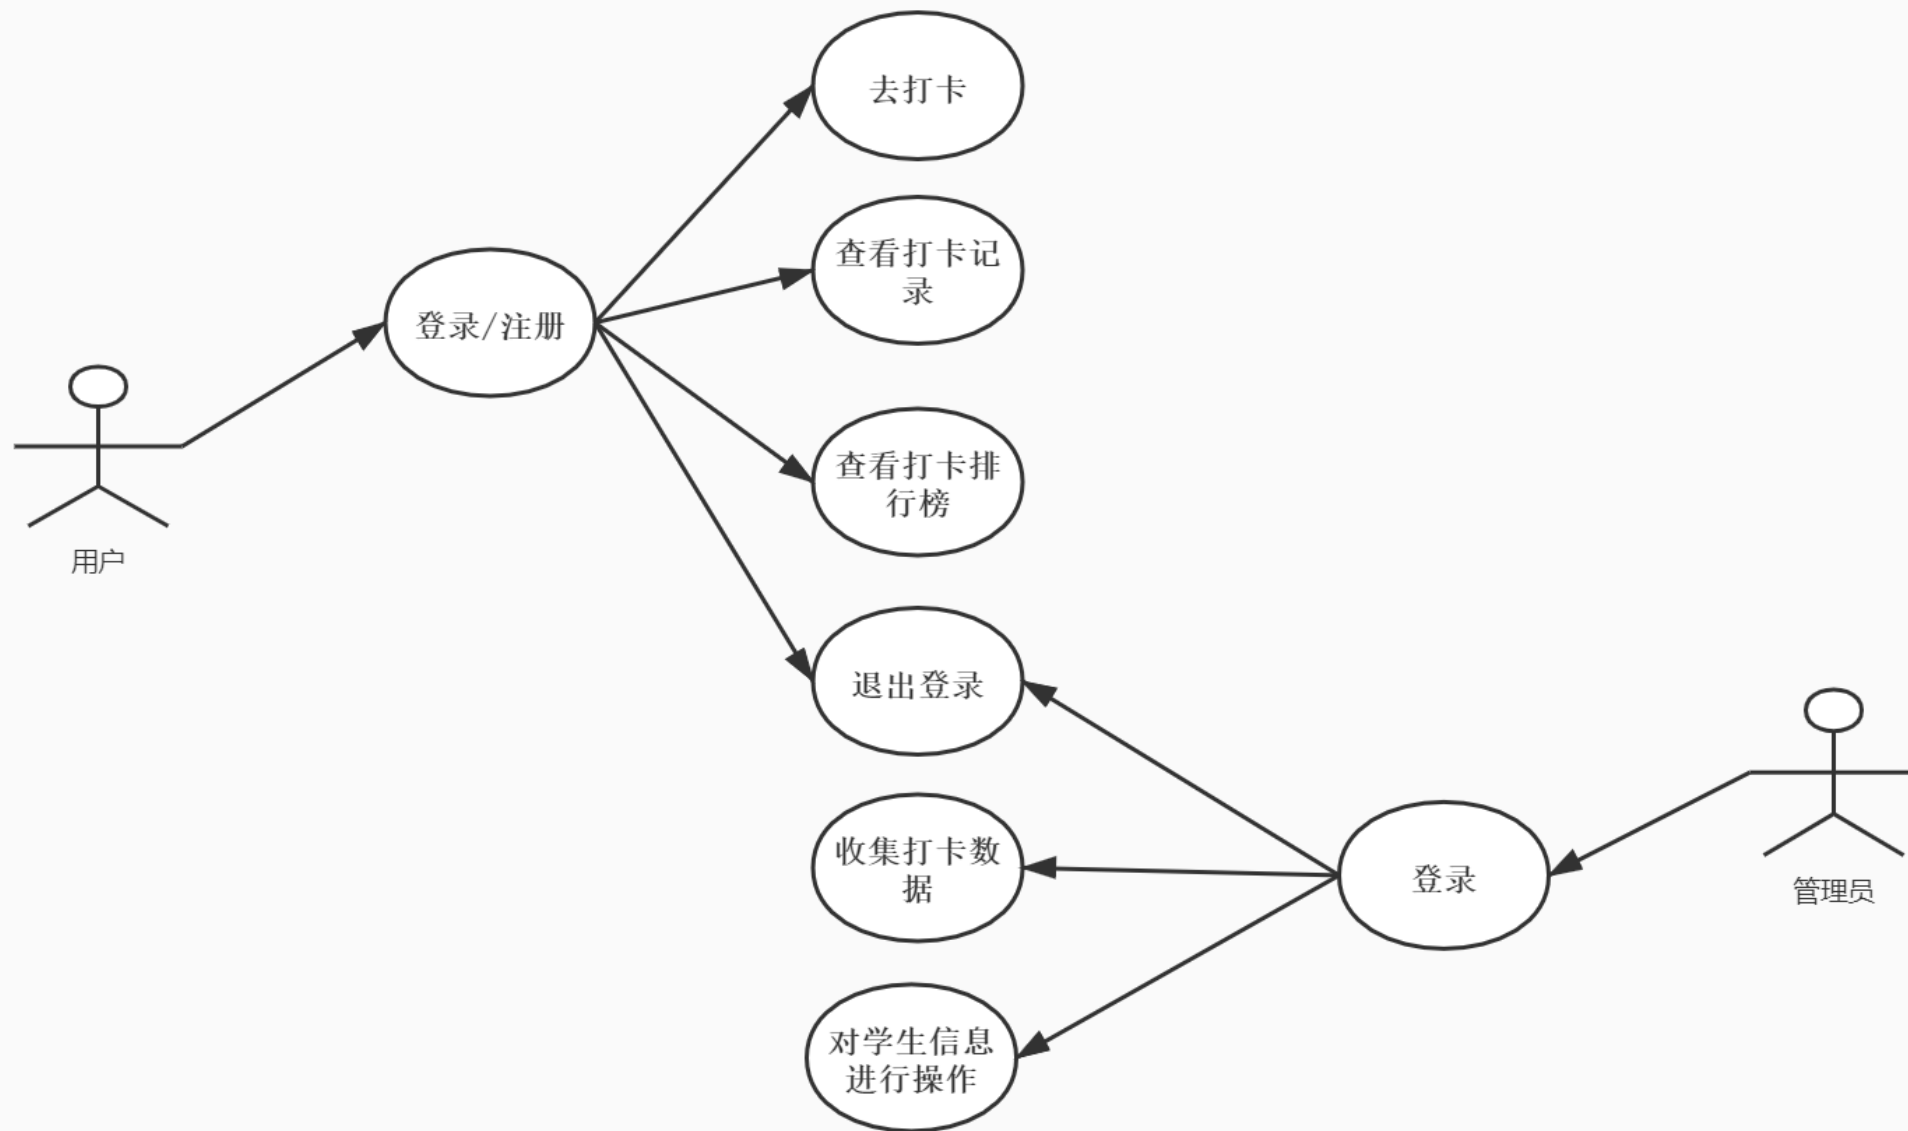 去打卡
查看打卡记
录
登录/注册
查看打卡排
行榜
用户
退出登录
收集打卡数
据
登录
管理员
对学生信息
进行操作